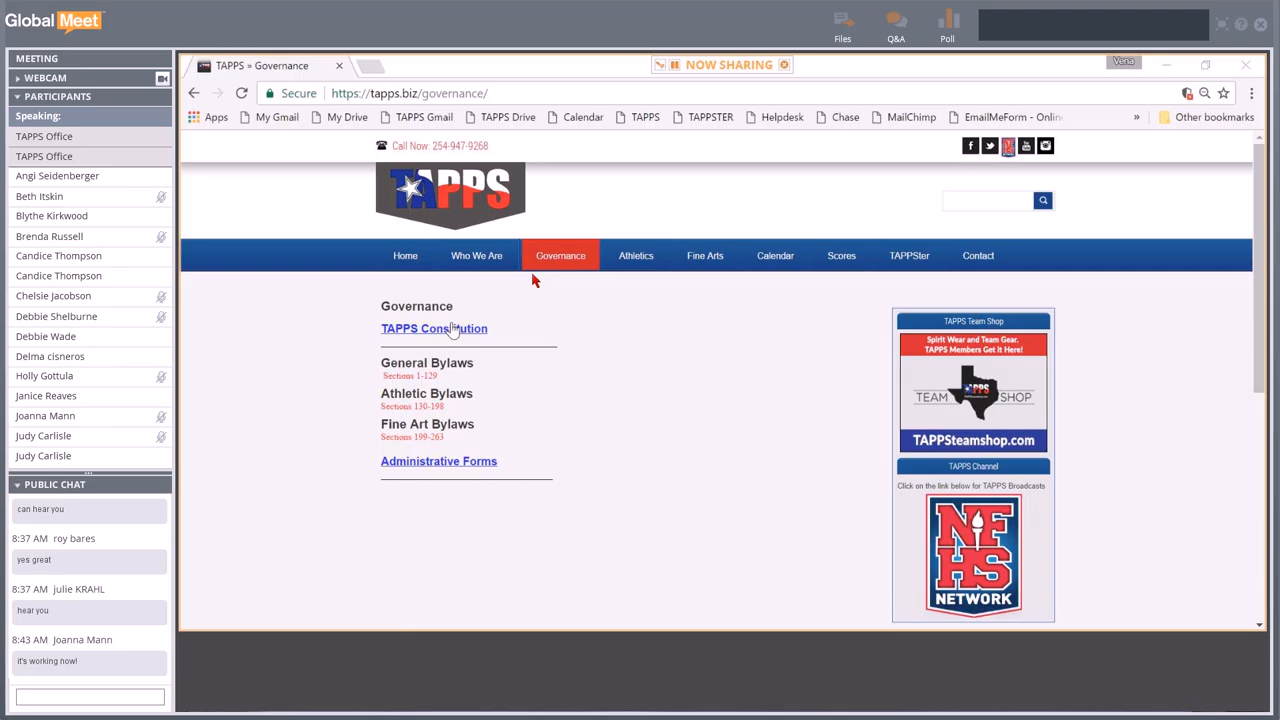 Global Meet
Files
Q&A
Poll
MEETING
WEBCAM
PARTICIPANTS
Speaking:
TAPPS Office
TAPPS Office
Angi Seidenberger
Beth Itskin
Blythe Kirkwood
Brenda Russell
Candice Thompson
Candice Thompson
Chelsie Jacobson
Debbie Shelburne
Debbie Wade
Delma cisneros
Holly Gottula
Janice Reaves
Joanna Mann
Judy Carlisle
Judy Carlisle
PUBLIC CHAT
can hear you
8:37 AM roy bares
yes great
8:37 AM julie KRAHL
hear you
8:43 AM Joanna Mann
it's working now!
TAPPS » Governance
NOW SHARING
Vena
Secure
https://tapps.biz/governance/
Apps
My Gmail
My Drive
TAPPS Gmail
TAPPS Drive
Calendar
TAPPS
TAPPSTER
Helpdesk
Chase
MailChimp
EmailMeForm - Onlin
»
Other bookmarks
Call Now: 254-947-9268
TAPPS
Home
Who We Are
Governance
Athletics
Fine Arts
Calendar
Scores
TAPPSter
Contact
Governance
TAPPS Constitution
General Bylaws
Sections 1-129
Athletic Bylaws
Sections 130-198
Fine Art Bylaws
Sections 199-263
Administrative Forms
TAPPS Team Shop
Spirit Wear and Team Gear.
TAPPS Members Get it Here!
TEAM SHOP
TAPPSteamshop.com
TAPPS Channel
Click on the link below for TAPPS Broadcasts
NFHS
NETWORK